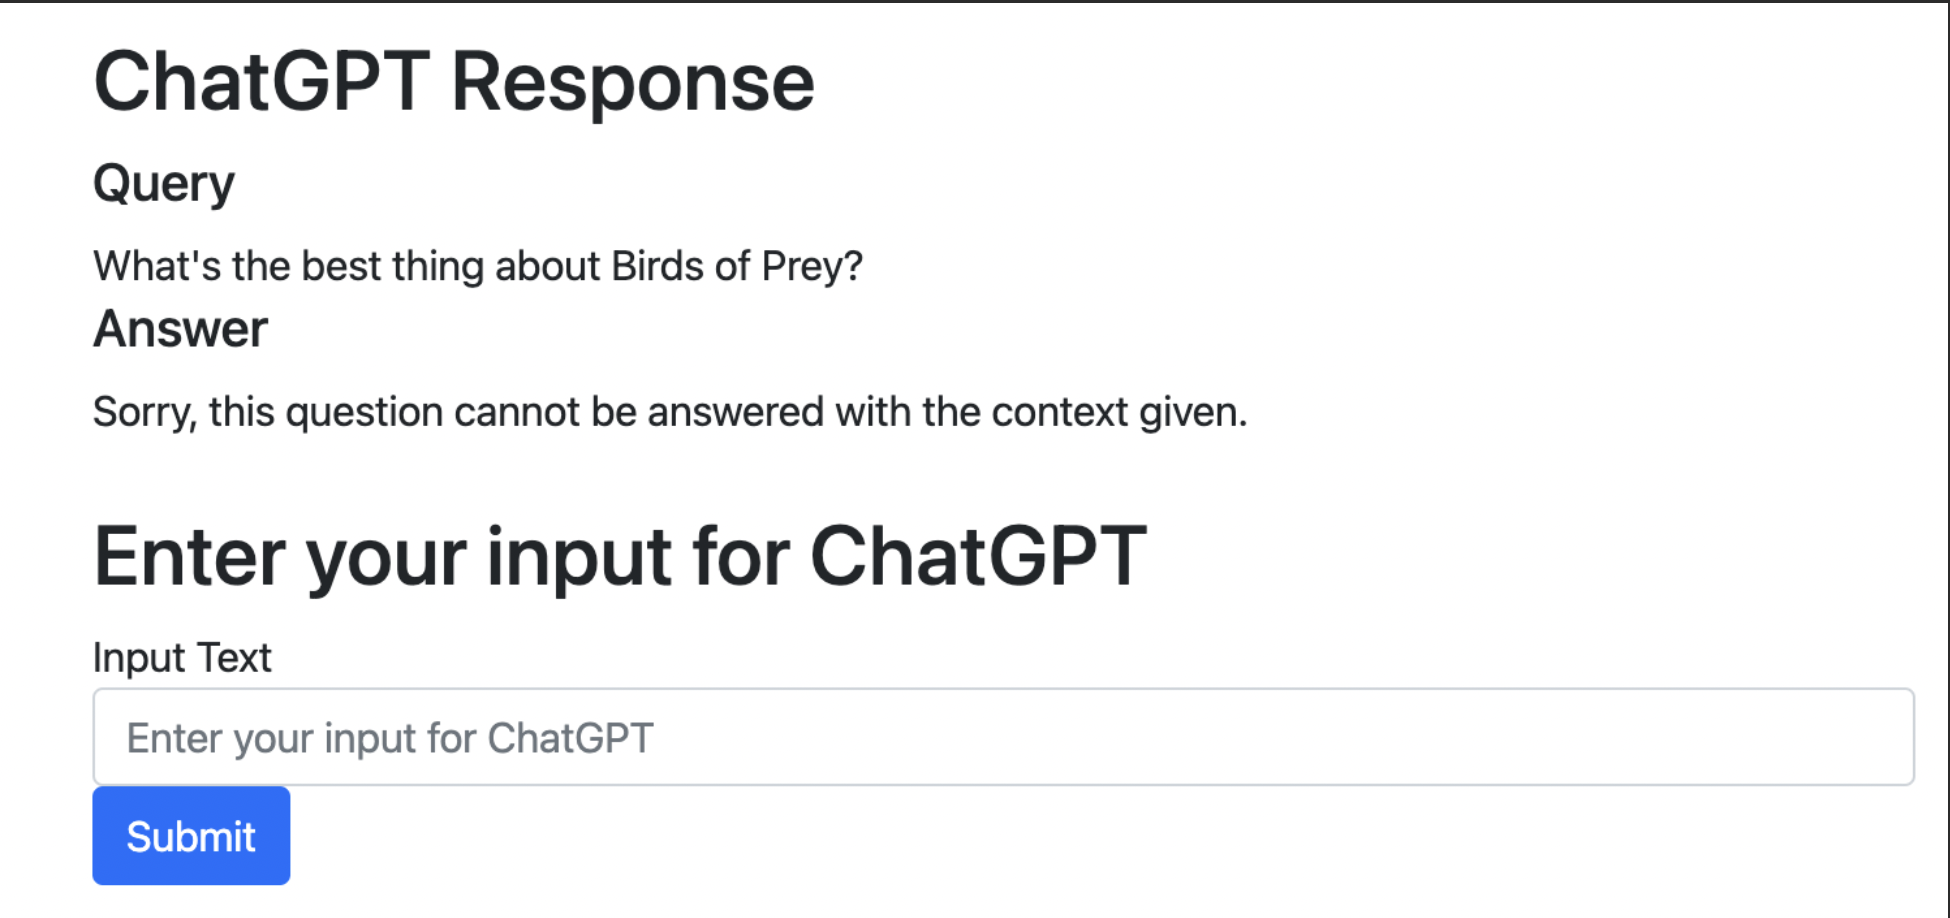 ChatGPT Response
Query
What's the best thing about Birds of Prey?
Answer
Sorry, this question cannot be answered with the context given.
Enter your input for ChatGPT
Input Text
Enter your input for ChatGPT
Submit